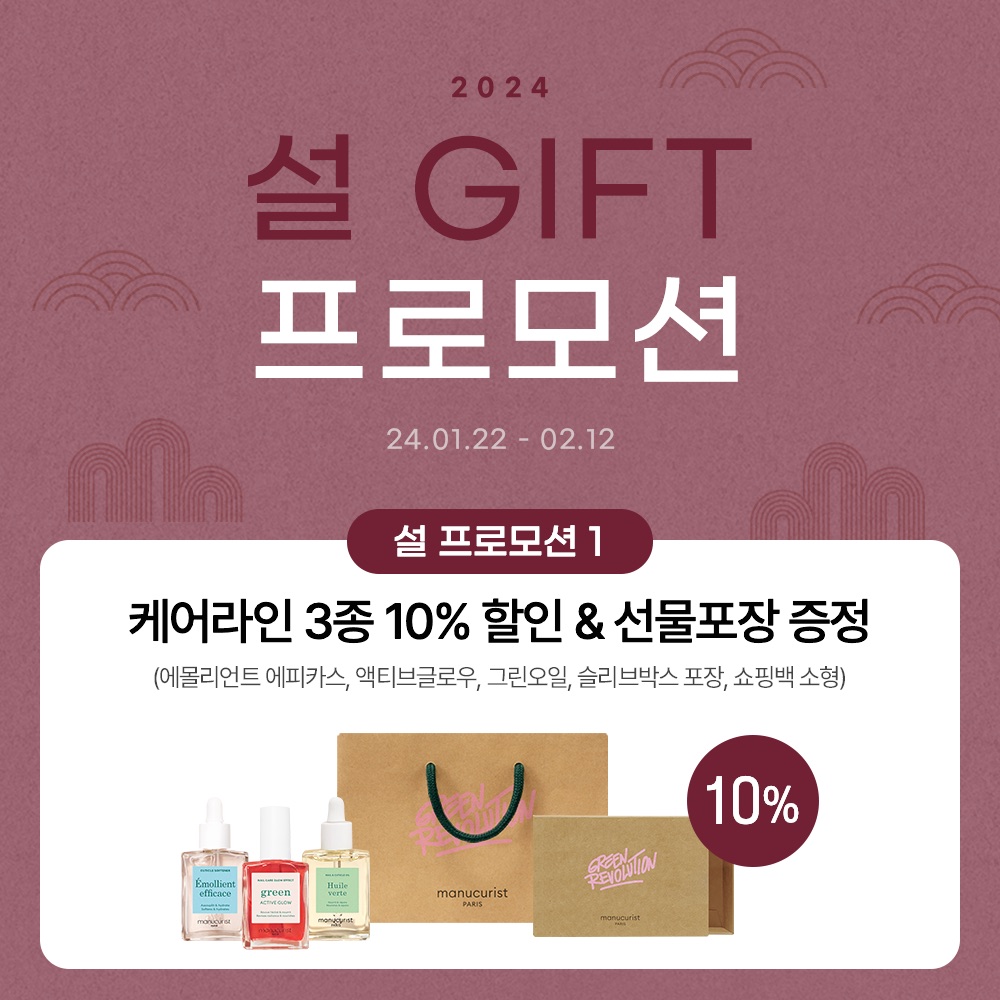 2024
설 GIFT
프로모션
24.01.22 - 02.12
설 프로모션 1
케어라인 3종 10% 할인 & 선물포장 증정
(에몰리언트 에피카스, 액티브글로우, 그린오일, 슬리브박스 포장, 쇼핑백 소형)
10%
GREEN
REVOLUTION
manucurist
PARIS
GREEN
REVOLUTION
manucurist
PARIS
Émollient
efficace
manucurist
green
ACTIVE GLOW
manucurist
Huile
verte
manucurist